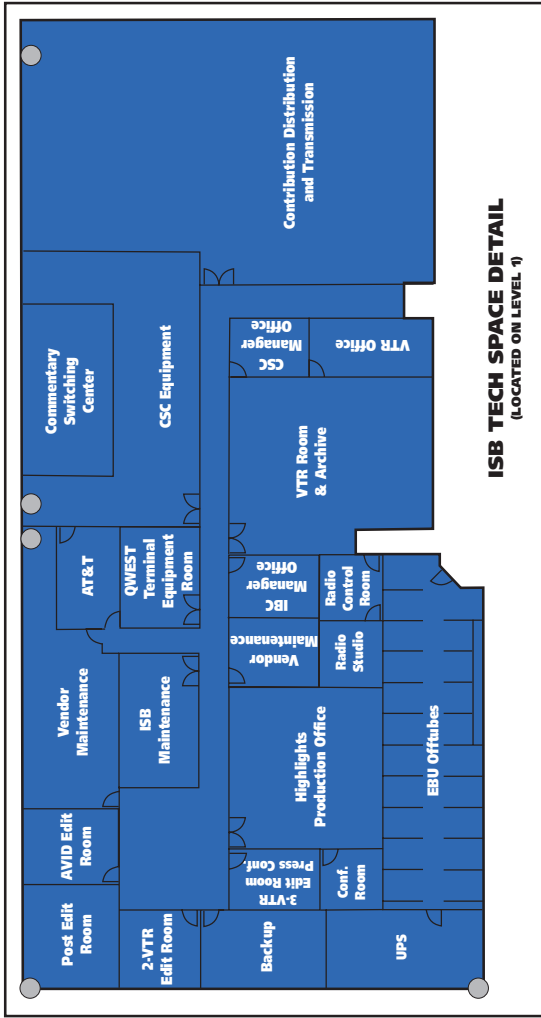 Post Edit
Room
AVID Edit
Room
Vendor
Maintenance
AT&T
Commentary
Switching
Center
2-VTR
Edit Room
ISB
Maintenance
QWEST
Terminal
Equipment
Room
CSC Equipment
Contribution Distribution
and Transmission
Backup
3-VTR
Edit Room
Press Conf.
Highlights
Production Office
Vendor
Maintenance
IBC
Manager
Office
VTR Room
& Archive
CSC
Manager
Office
VTR Office
UPS
Conf.
Room
Radio
Studio
Radio
Control
Room
EBU Offtubes
ISB TECH SPACE DETAIL
(LOCATED ON LEVEL 1)